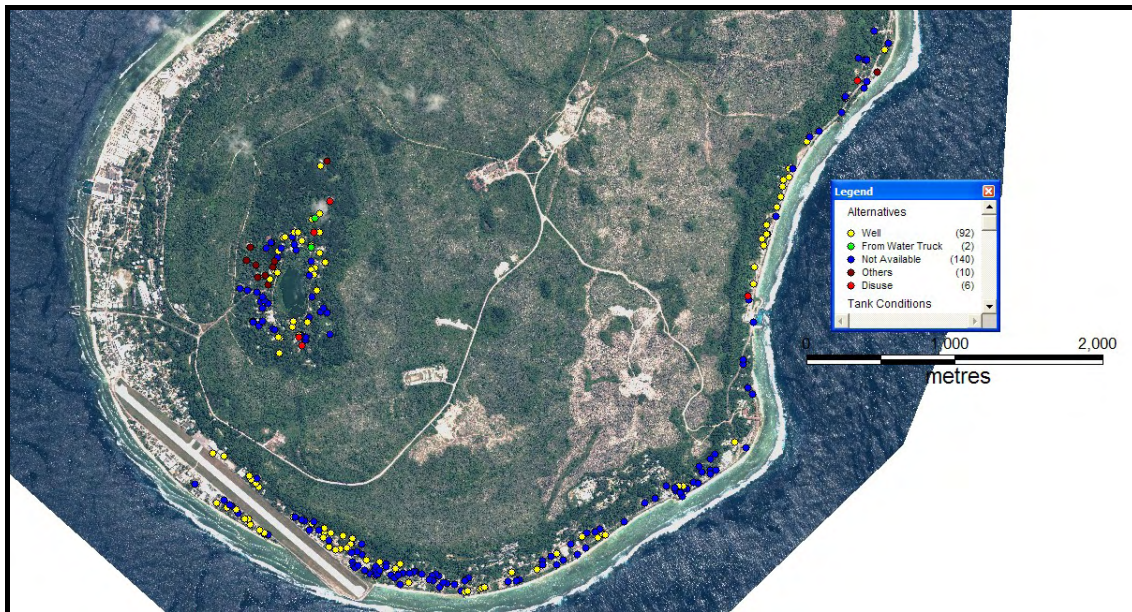 Legend
Alternatives
Well (92)
From Water Truck (2)
Not Available (140)
Others (10)
Disuse (6)
Tank Conditions
0 1,000 2,000
metres